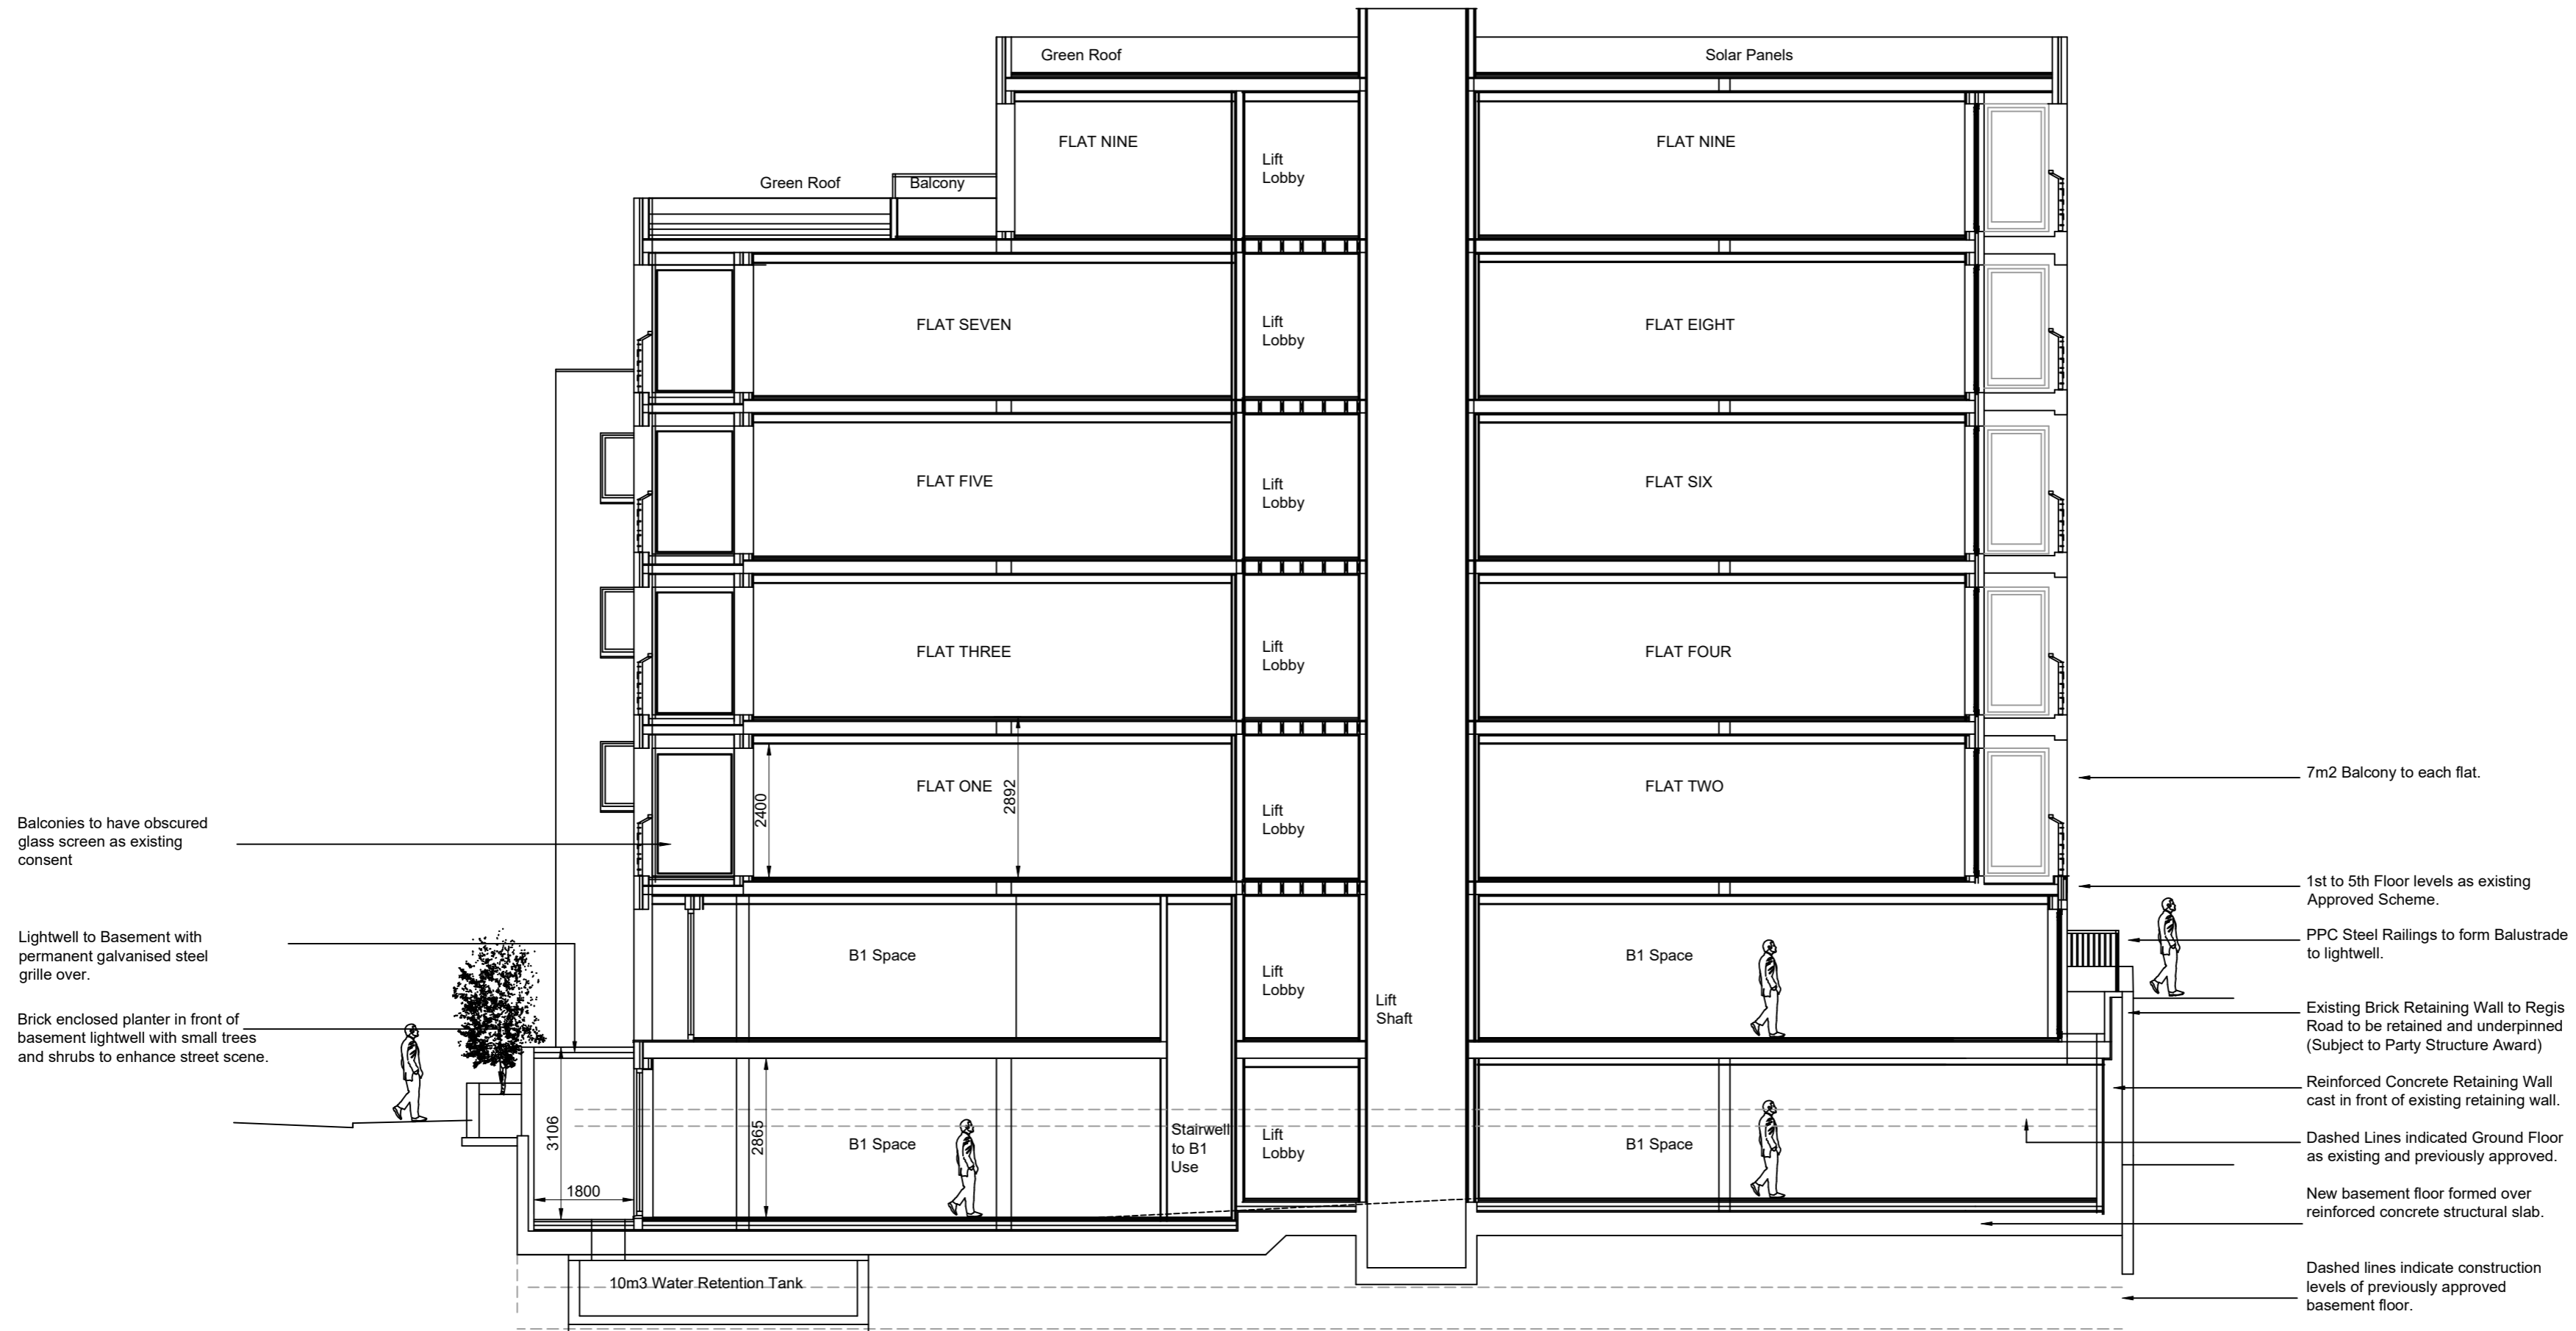 Green Roof
Solar Panels
FLAT NINE
Lift
Lobby
FLAT NINE
Green Roof
Balcony
FLAT SEVEN
Lift
Lobby
FLAT EIGHT
FLAT FIVE
Lift
Lobby
FLAT SIX
FLAT THREE
Lift
Lobby
FLAT FOUR
FLAT ONE
2400
2892
Lift
Lobby
FLAT TWO
7m2 Balcony to each flat.
Balconies to have obscured
glass screen as existing
consent
1st to 5th Floor levels as existing
Approved Scheme.
Lightwell to Basement with
permanent galvanised steel
grille over.
B1 Space
Lift
Lobby
Lift
Shaft
B1 Space
PPC Steel Railings to form Balustrade
to lightwell.
Brick enclosed planter in front of
basement lightwell with small trees
and shrubs to enhance street scene.
Existing Brick Retaining Wall to Regis
Road to be retained and underpinned
(Subject to Party Structure Award)
Reinforced Concrete Retaining Wall
cast in front of existing retaining wall.
3106
1800
2865
B1 Space
Stairwell
to B1
Use
Lift
Lobby
B1 Space
Dashed Lines indicated Ground Floor
as existing and previously approved.
New basement floor formed over
reinforced concrete structural slab.
10m3 Water Retention Tank
Dashed lines indicate construction
levels of previously approved
basement floor.